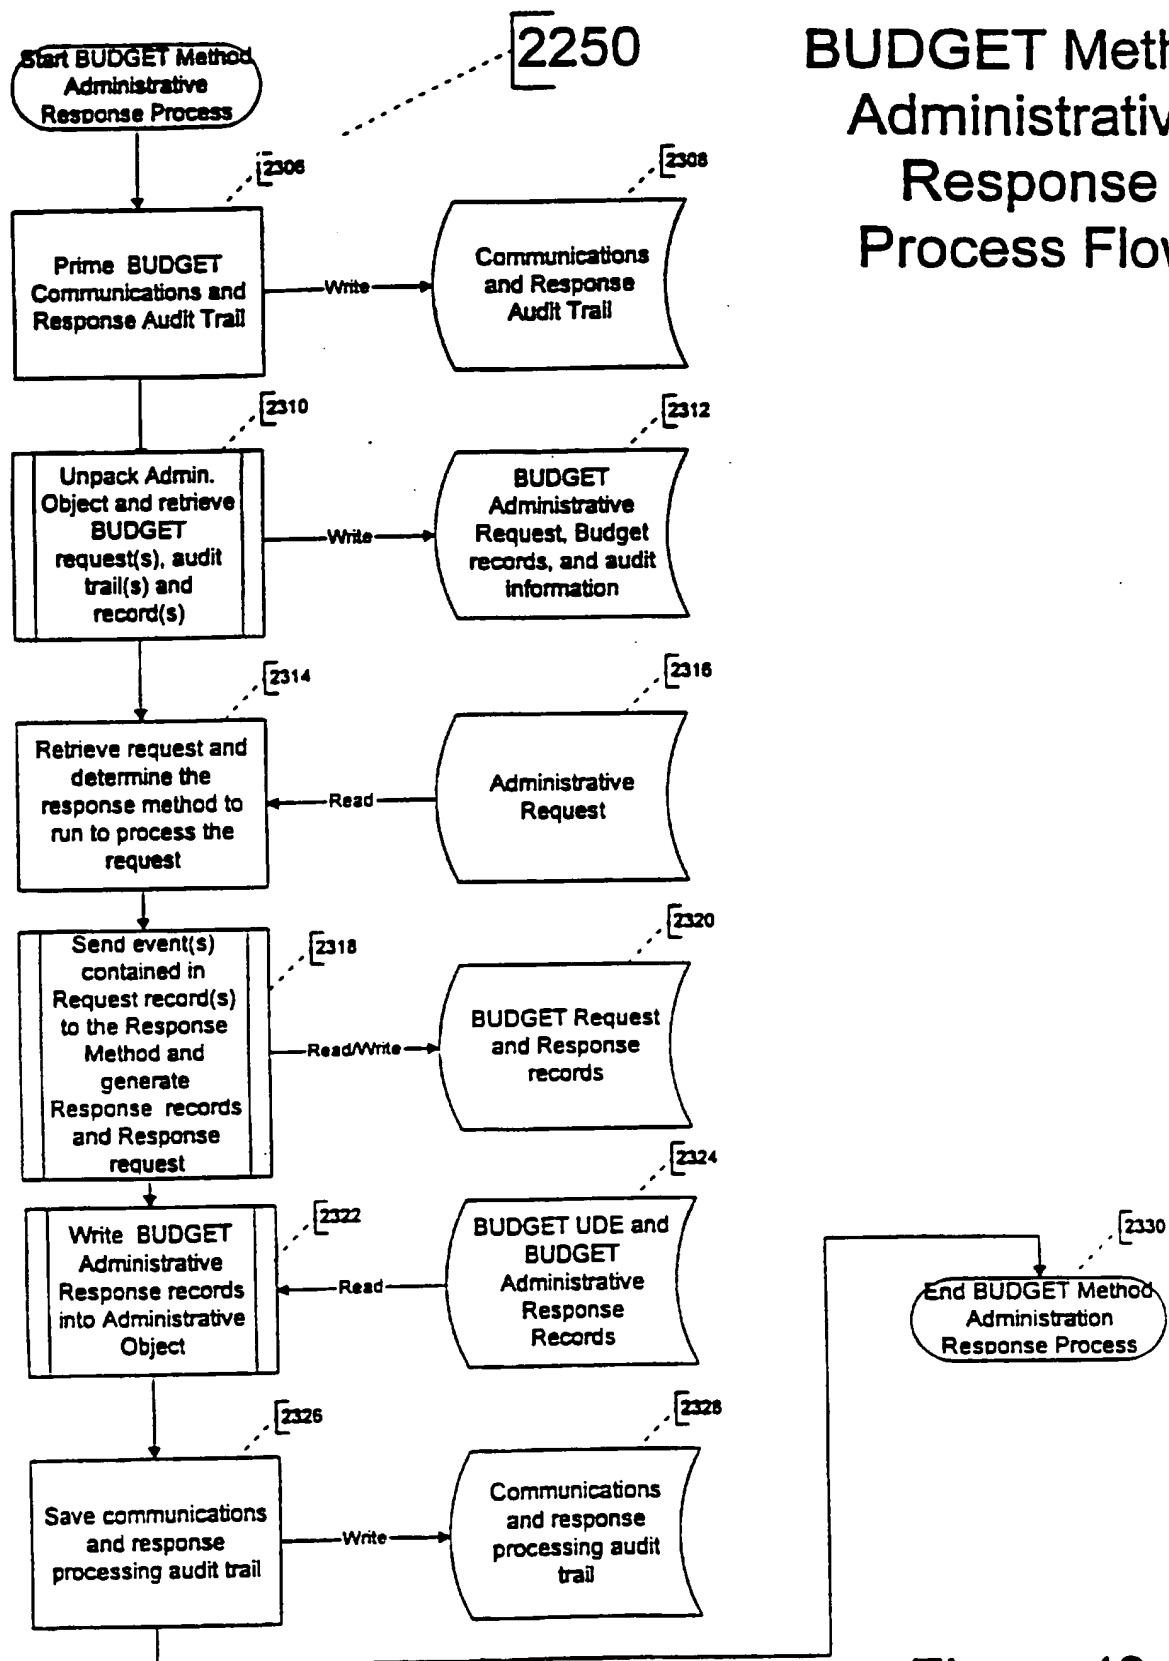 2250
BUDGET Meth
Administrativ
Response
Process Flow
Start BUDGET Method
Administrative
Response Process
2306
Prime BUDGET
Communications and
Response Audit Trail
Write
2308
Communications
and Response
Audit Trail
2310
Unpack Admin.
Object and retrieve
BUDGET
request(s), audit
trail(s) and
record(s)
Write
2312
BUDGET
Administrative
Request, Budget
records, and audit
information
2314
Retrieve request and
determine the
response method to
run to process the
request
Read
2316
Administrative
Request
2318
Send event(s)
contained in
Request record(s)
to the Response
Method and
generate
Response records
and Response
request
Read/Write
2320
BUDGET Request
and Response
records
2322
Write BUDGET
Administrative
Response records
into Administrative
Object
Read
2324
BUDGET UDE and
BUDGET
Administrative
Response
Records
2326
Save communications
and response
processing audit trail
Write
2328
Communications
and response
processing audit
trail
2330
End BUDGET Method
Administration
Response Process